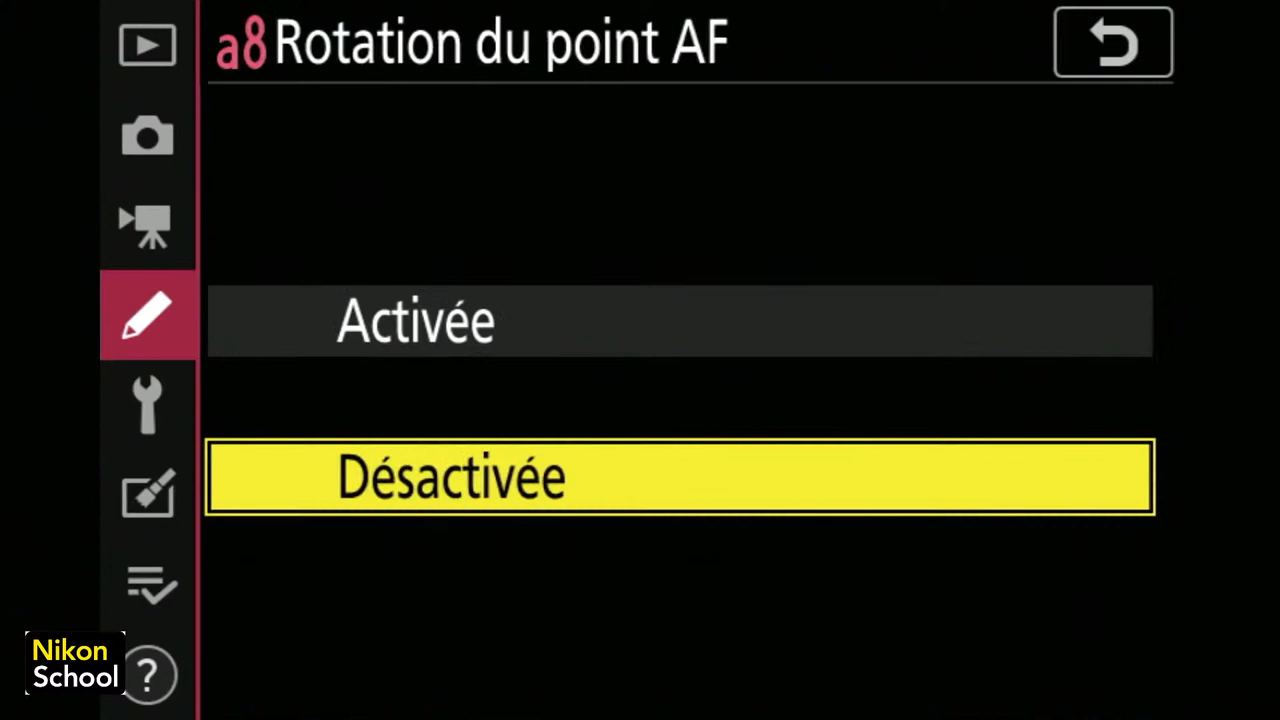 a8 Rotation du point AF
Activée
Désactivée
Nikon
School
?